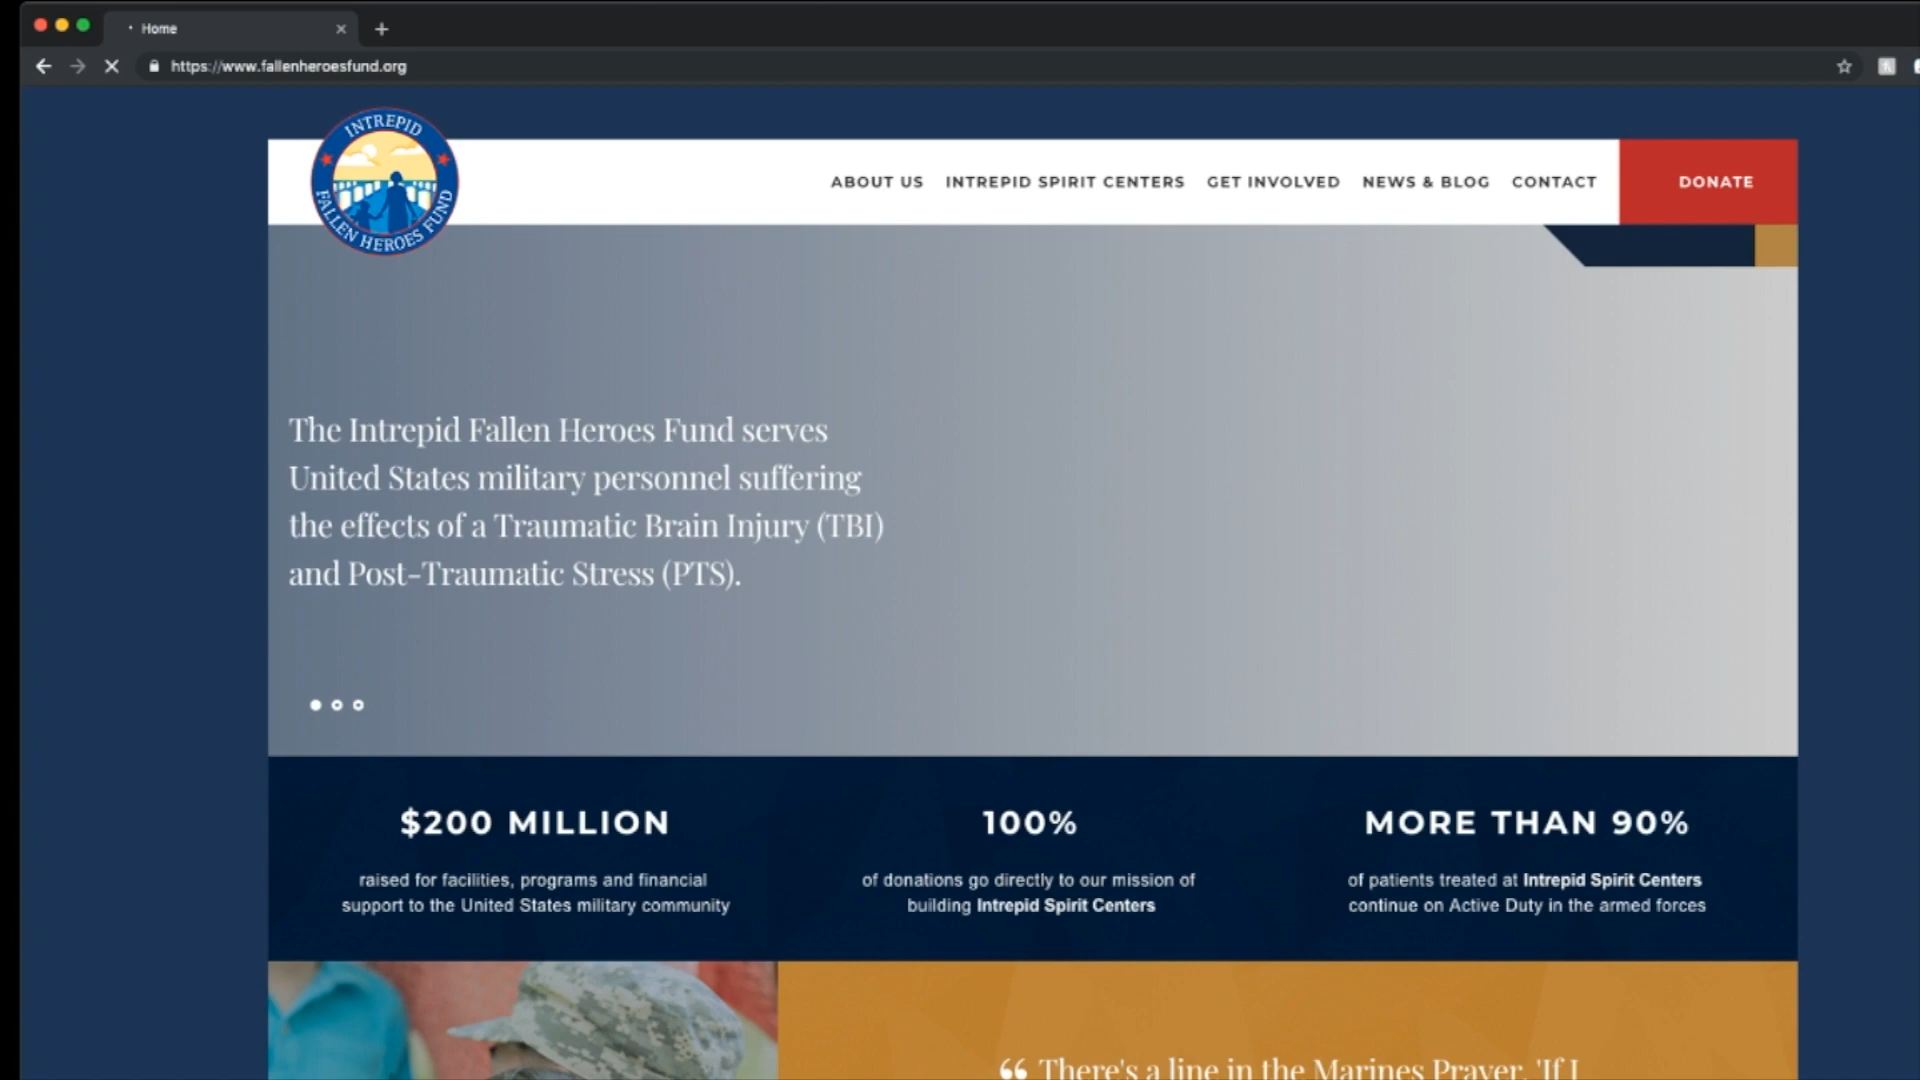 Home
https://www.fallenheroesfund.org
INTREPID
FALLEN HEROES FUND
ABOUT US INTREPID SPIRIT CENTERS GET INVOLVED NEWS & BLOG CONTACT DONATE
The Intrepid Fallen Heroes Fund serves
United States military personnel suffering
the effects of a Traumatic Brain Injury (TBI)
and Post-Traumatic Stress (PTS).
$200 MILLION
raised for facilities, programs and financial
support to the United States military community
100%
of donations go directly to our mission of
building Intrepid Spirit Centers
MORE THAN 90%
of patients treated at Intrepid Spirit Centers
continue on Active Duty in the armed forces
“ There's a line in the Marines Prayer, 'If I